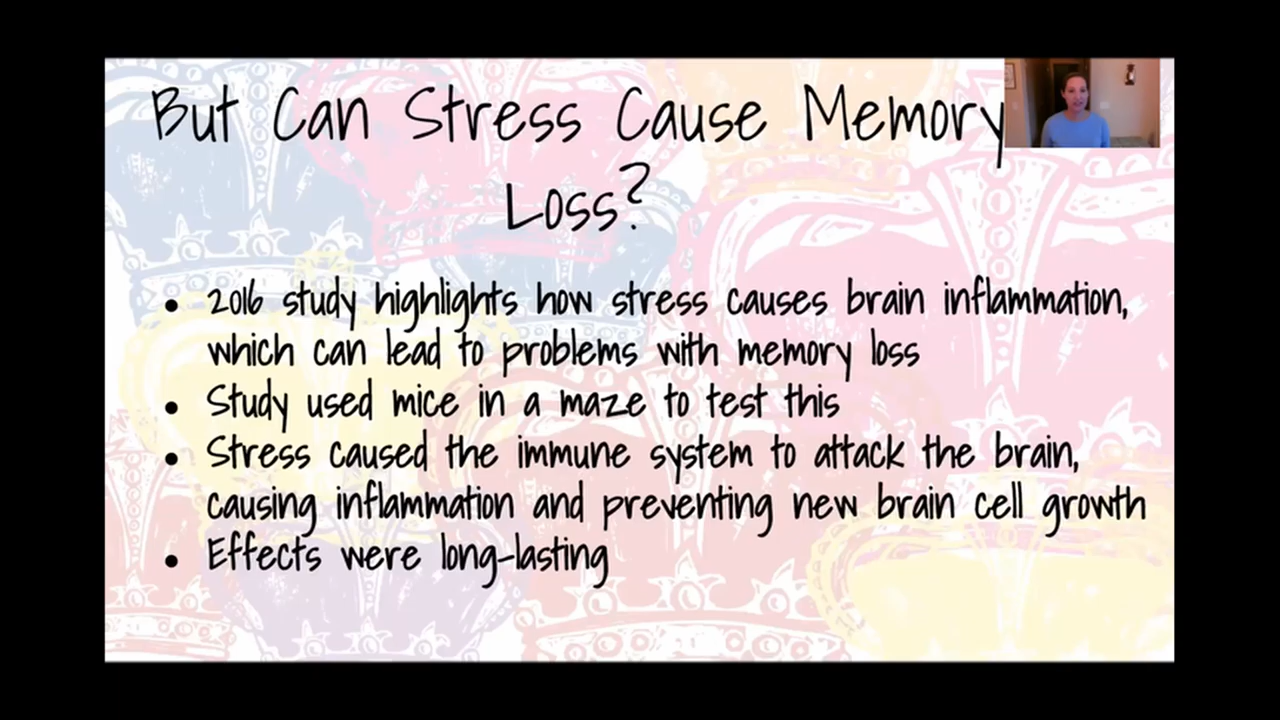 But Can Stress Cause Memory
Loss?
• 2016 study highlights how stress causes brain inflammation,
which can lead to problems with memory loss
• Study used mice in a maze to test this
• Stress caused the immune system to attack the brain,
causing inflammation and preventing new brain cell growth
• Effects were long-lasting